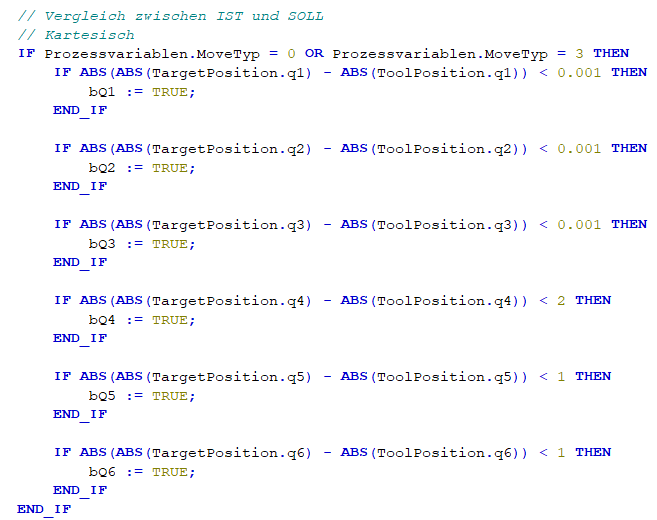 // Vergleich zwischen IST und SOLL
// Kartesisch
IF Prozessvariablen.MoveTyp = 0 OR Prozessvariablen.MoveTyp = 3 THEN
    IF ABS(ABS(TargetPosition.q1) - ABS(ToolPosition.q1)) < 0.001 THEN
        bQ1 := TRUE;
    END_IF

    IF ABS(ABS(TargetPosition.q2) - ABS(ToolPosition.q2)) < 0.001 THEN
        bQ2 := TRUE;
    END_IF

    IF ABS(ABS(TargetPosition.q3) - ABS(ToolPosition.q3)) < 0.001 THEN
        bQ3 := TRUE;
    END_IF

    IF ABS(ABS(TargetPosition.q4) - ABS(ToolPosition.q4)) < 2 THEN
        bQ4 := TRUE;
    END_IF

    IF ABS(ABS(TargetPosition.q5) - ABS(ToolPosition.q5)) < 1 THEN
        bQ5 := TRUE;
    END_IF

    IF ABS(ABS(TargetPosition.q6) - ABS(ToolPosition.q6)) < 1 THEN
        bQ6 := TRUE;
    END_IF
END_IF